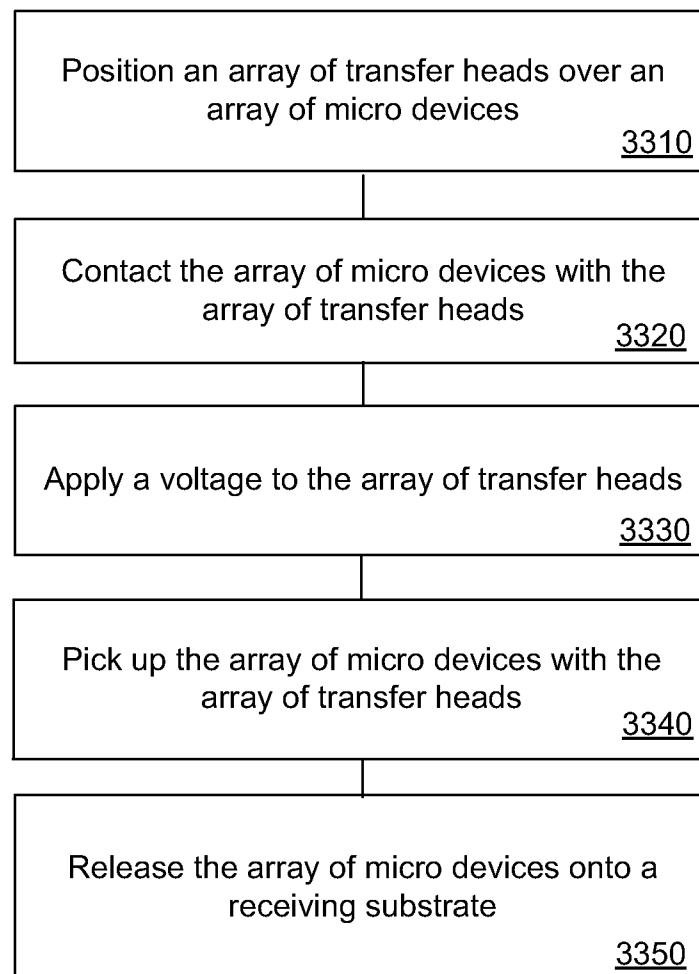 Position an array of transfer heads over an
array of micro devices
3310
Contact the array of micro devices with the
array of transfer heads
3320
Apply a voltage to the array of transfer heads
3330
Pick up the array of micro devices with the
array of transfer heads
3340
Release the array of micro devices onto a
receiving substrate
3350